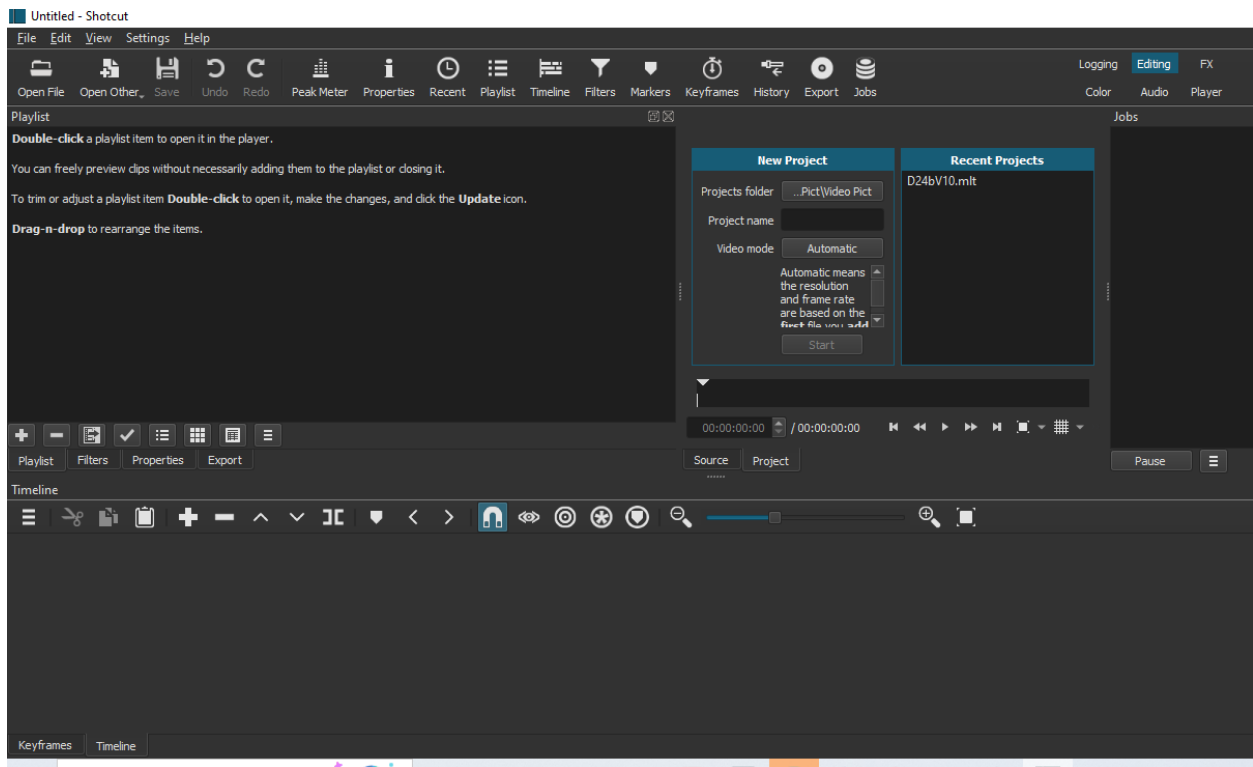 Untitled - Shotcut
File Edit View Settings Help
Open File Open Other Save Undo Redo Peak Meter Properties Recent Playlist Timeline Filters Markers Keyframes History Export Jobs
Logging Editing FX
Color Audio Player
Playlist
Double-click a playlist item to open it in the player.
You can freely preview clips without necessarily adding them to the playlist or closing it.
To trim or adjust a playlist item Double-click to open it, make the changes, and click the Update icon.
Drag-n-drop to rearrange the items.
Playlist Filters Properties Export
New Project
Projects folder ...Pict\Video Pict
Project name
Video mode Automatic
Automatic means
the resolution
and frame rate
are based on the
first file you add
Start
Recent Projects
D24bV10.mlt
00:00:00:00 / 00:00:00:00
Source Project
Jobs
Pause
Timeline
Keyframes Timeline